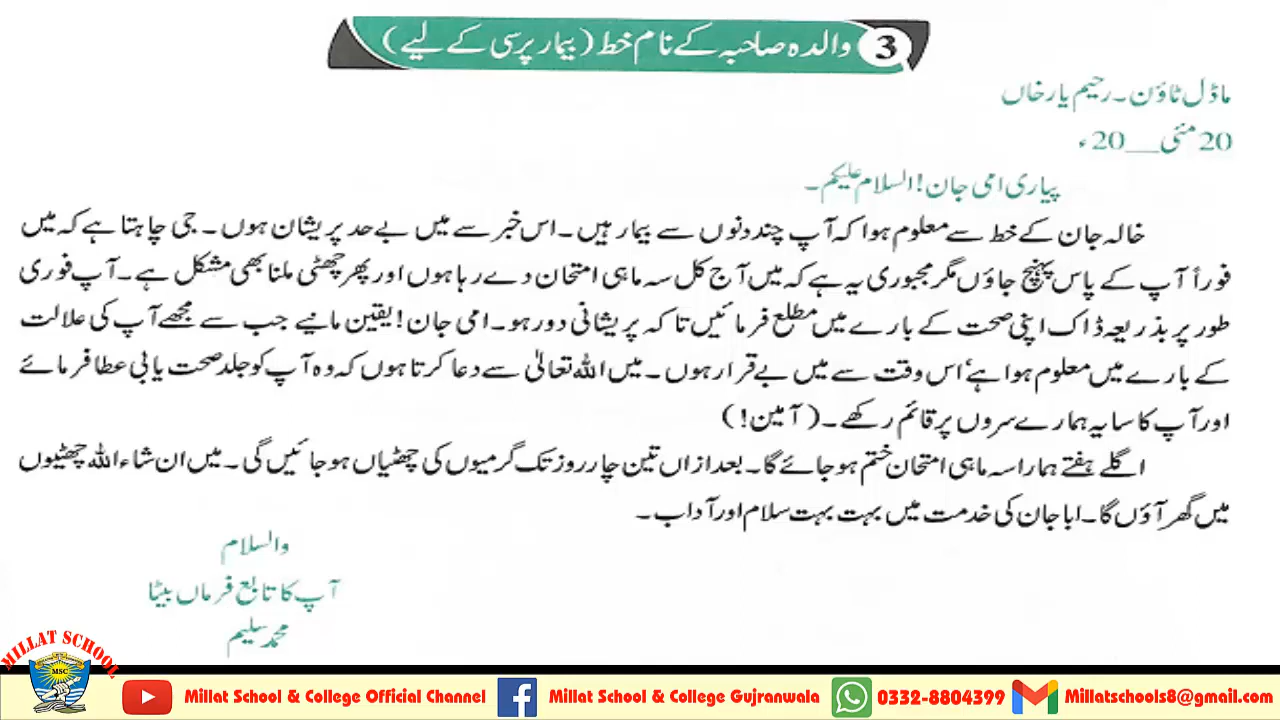 3 والدہ صاحبہ کے نام خط (بیمار پرسی کے لیے)
ماڈل ٹاؤن۔ رحیم یار خاں
20 مئی __20ء
پیاری امی جان! السلام علیکم۔
خالہ جان کے خط سے معلوم ہوا کہ آپ چند دنوں سے بیمار ہیں۔ اس خبر سے میں بے حد پریشان ہوں۔ جی چاہتا ہے کہ میں
فوراً آپ کے پاس پہنچ جاؤں مگر مجبوری یہ ہے کہ میں آج کل سہ ماہی امتحان دے رہا ہوں اور پھر چھٹی ملنا بھی مشکل ہے۔ آپ فوری
طور پر بذریعہ ڈاک اپنی صحت کے بارے میں مطلع فرمائیں تاکہ پریشانی دور ہو۔ امی جان! یقین مانیے جب سے مجھے آپ کی علالت
کے بارے میں معلوم ہوا ہے‘ اس وقت سے میں بے قرار ہوں۔ میں اللہ تعالیٰ سے دعا کرتا ہوں کہ وہ آپ کو جلد صحت یابی عطا فرمائے
اور آپ کا سایہ ہمارے سروں پر قائم رکھے۔ (آمین!)
اگلے ہفتے ہمارا سہ ماہی امتحان ختم ہو جائے گا۔ بعد ازاں تین چار روز تک گرمیوں کی چھٹیاں ہو جائیں گی۔ میں ان شاء اللہ چھٹیوں
میں گھر آؤں گا۔ ابا جان کی خدمت میں بہت بہت سلام اور آداب۔
والسلام
آپ کا تابع فرماں بیٹا
محمد سلیم
MILLAT SCHOOL
MSC
Millat School & College Official Channel
Millat School & College Gujranwala
0332-8804399
Millatschools8@gmail.com